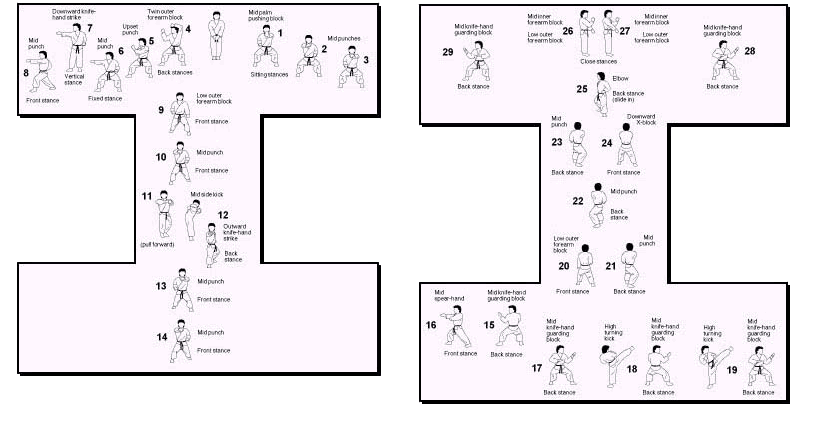 Downward knife-
hand strike
7
Mid
punch
8
Front stance
Vertical
stance
Mid
punch
6
Fixed stance
Upset
punch
5
Twin outer
forearm block
4
Back stances
Mid palm
pushing block
1
Sitting stances
2
Mid punches
3
9
Low outer
forearm block
Front stance
10
Mid punch
Front stance
11
(pull forward)
Mid side kick
12
Outward
knife-hand
strike
Back
stance
13
Mid punch
Front stance
14
Mid punch
Front stance
29
Mid knife-hand
guarding block
Back stance
Mid inner
forearm block
Low outer
forearm block
26
27
Mid inner
forearm block
Low outer
forearm block
Close stances
Mid knife-hand
guarding block
28
Back stance
25
Elbow
Back stance
(slide in)
Mid
punch
23
Back stance
Downward
X-block
24
Front stance
22
Mid punch
Back
stance
Low outer
forearm
block
20
Front stance
Mid
punch
21
Back stance
Mid
spear-hand
16
Front stance
Mid knife-hand
guarding block
15
Back stance
Mid
knife-hand
guarding
block
17
Back stance
High
turning
kick
18
Mid
knife-hand
guarding
block
Back stance
High
turning
kick
19
Mid
knife-hand
guarding
block
Back stance